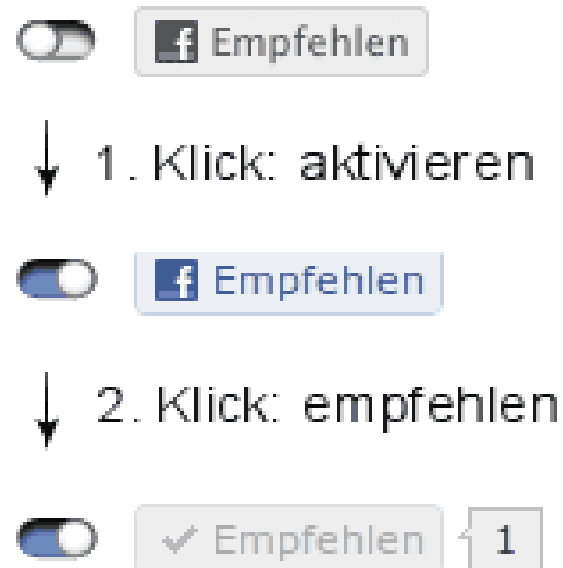 f Empfehlen
1. Klick: aktivieren
f Empfehlen
2. Klick: empfehlen
Empfehlen 1